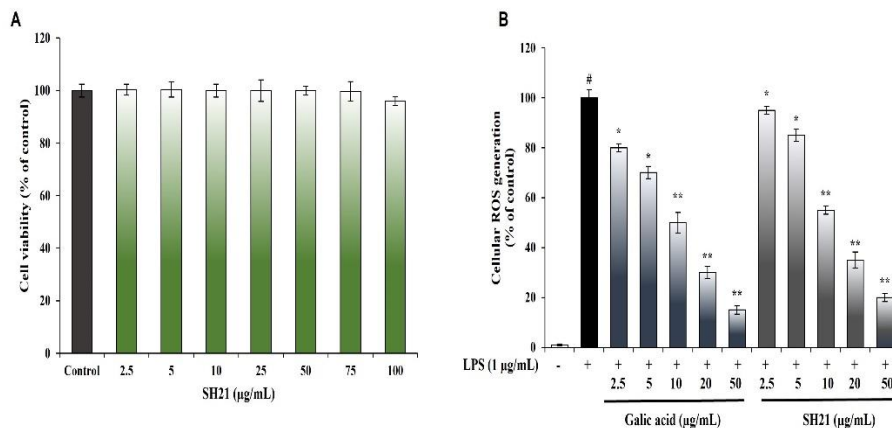 A
120
100
80
60
40
20
0
Cell viability (% of control)
Control 2.5 5 10 25 50 75 100
SH21 (µg/mL)
B
120
100
80
60
40
20
0
Cellular ROS generation
(% of control)
# * * ** ** ** * * ** ** **
LPS (1 µg/mL) - + + + + + + + + + + +
2.5 5 10 20 50 2.5 5 10 20 50
Galic acid (µg/mL) SH21 (µg/mL)